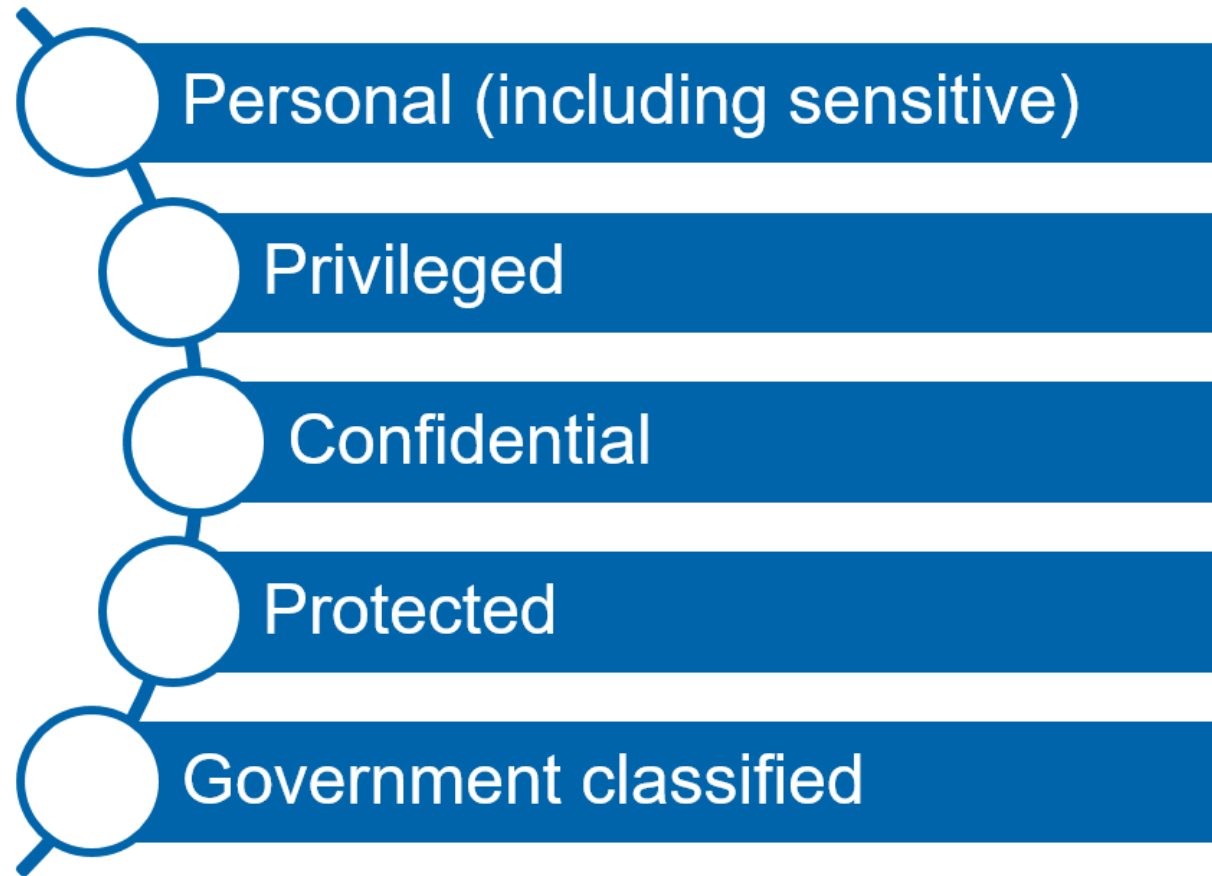 Personal (including sensitive)
Privileged
Confidential
Protected
Government classified